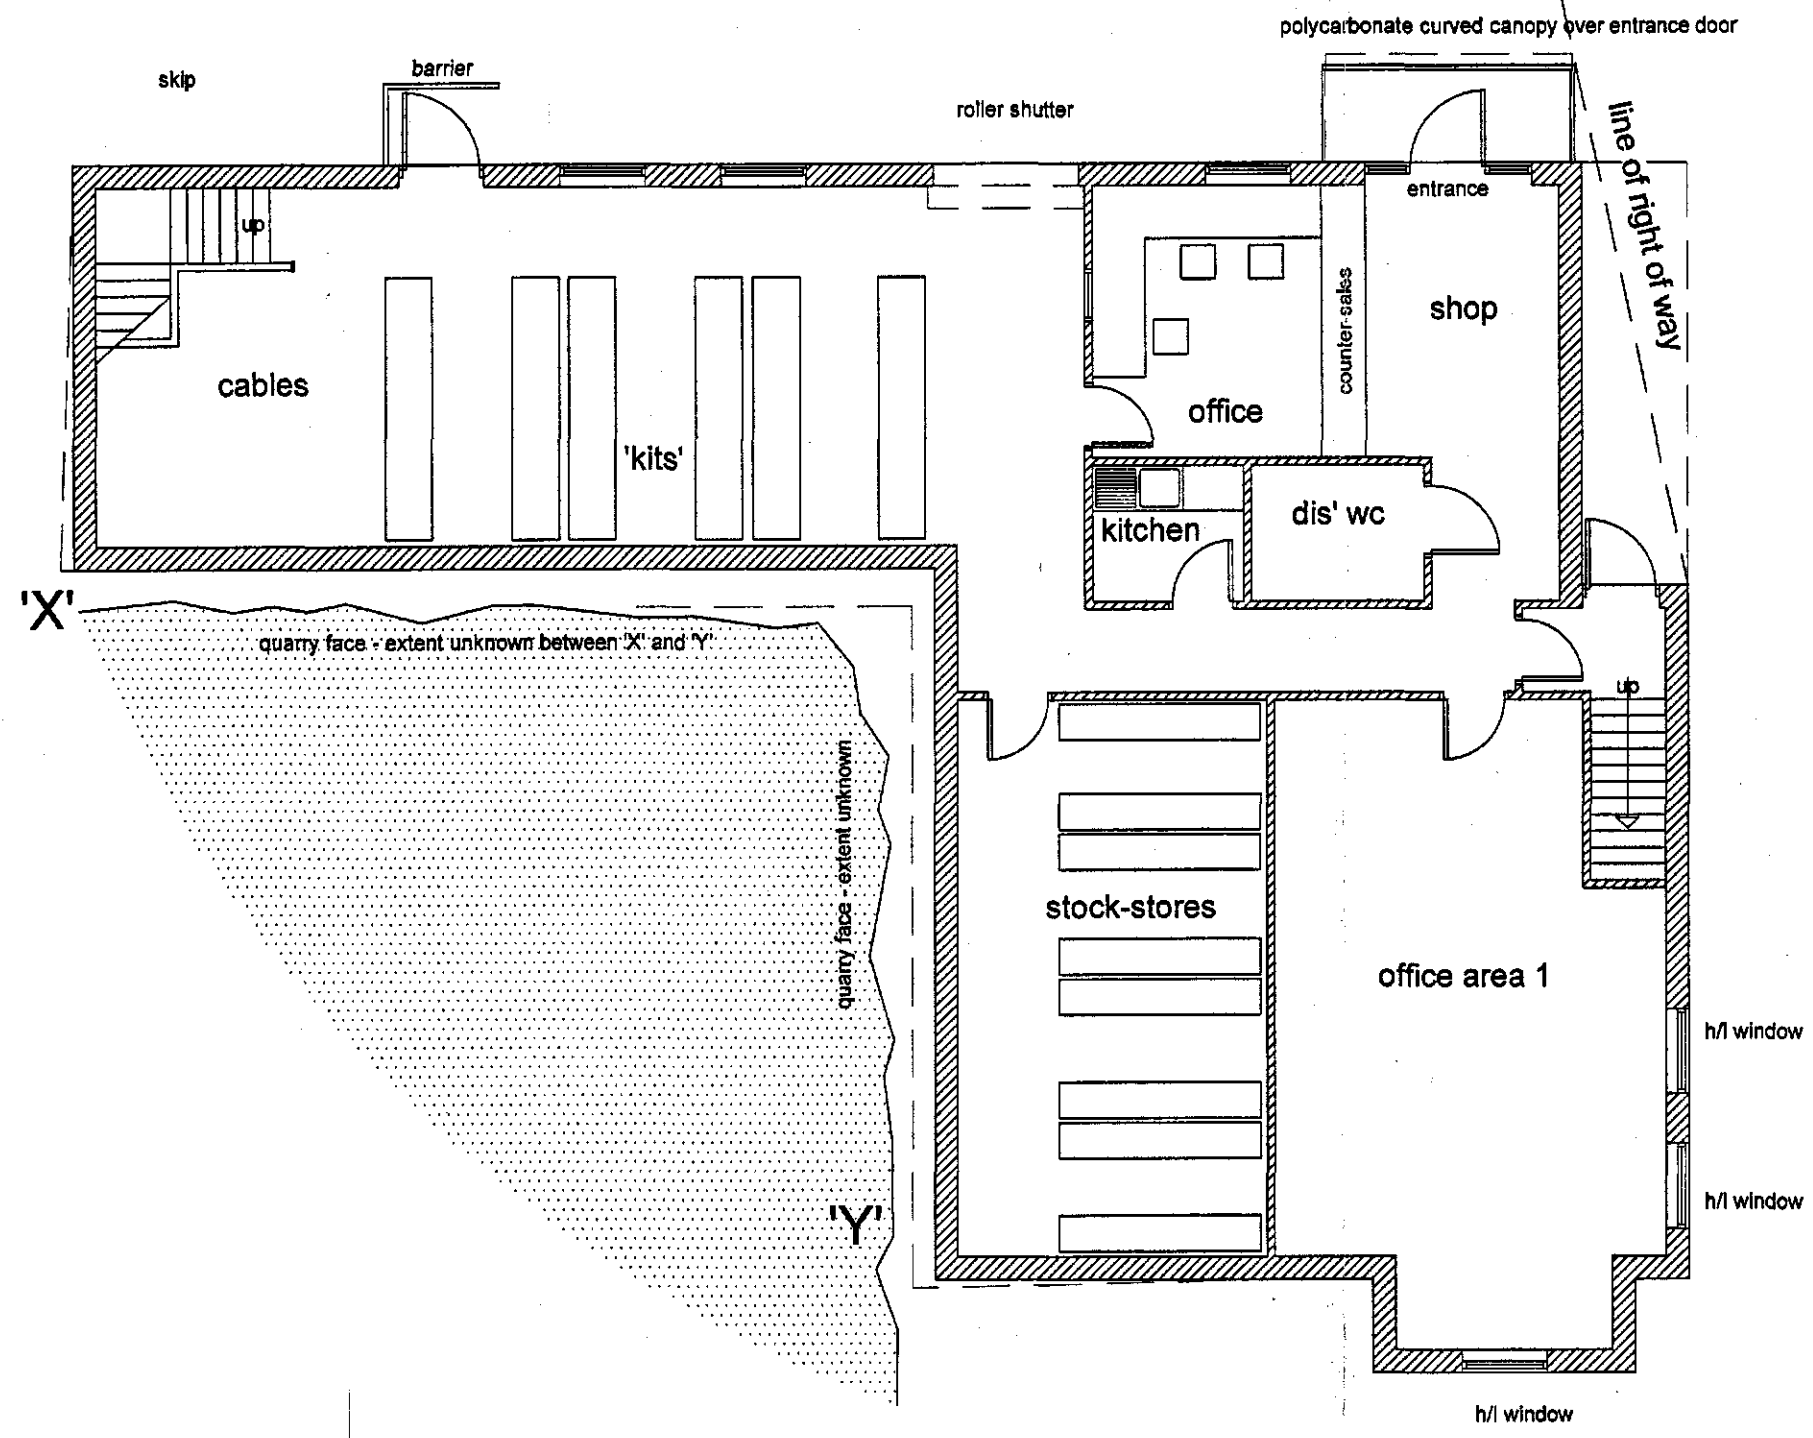 polycarbonate curved canopy over entrance door
skip
barrier
roller shutter
line of right of way
entrance
up
counter-sales
shop
cables
office
'kits'
dis' wc
kitchen
'X'
quarry face - extent unknown between 'X' and 'Y'
up
quarry face - extent unknown
stock-stores
office area 1
h/l window
h/l window
'Y'
h/l window